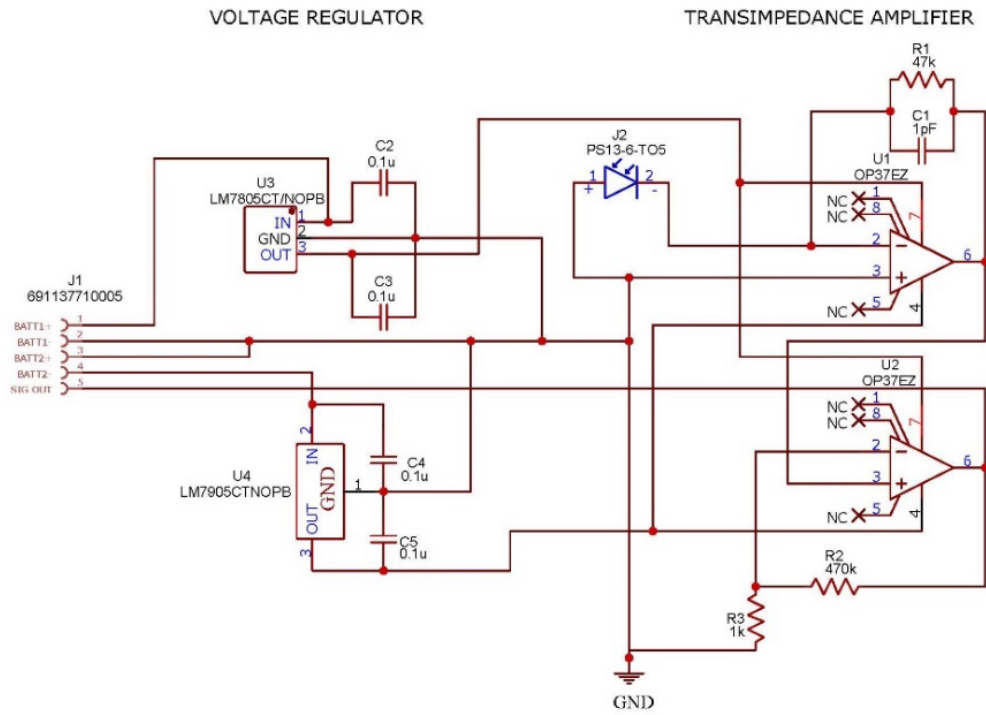 VOLTAGE REGULATOR
TRANSIMPEDANCE AMPLIFIER
R1
47k
C1
1pF
J2
PS13-6-TO5
1
2
+
-
C2
0.1u
U3
LM7805CT/NOPB
IN
1
GND
2
OUT
3
C3
0.1u
U1
OP37EZ
NC
1
NC
8
7
2
-
6
3
+
NC
5
4
J1
691137710005
BATT1+
1
BATT1-
2
BATT2+
3
BATT2-
4
SIG OUT
5
U2
OP37EZ
NC
1
NC
8
7
2
-
6
3
+
NC
5
4
2
IN
U4
LM7905CTNOPB
GND
1
OUT
3
C4
0.1u
C5
0.1u
R2
470k
R3
1k
GND